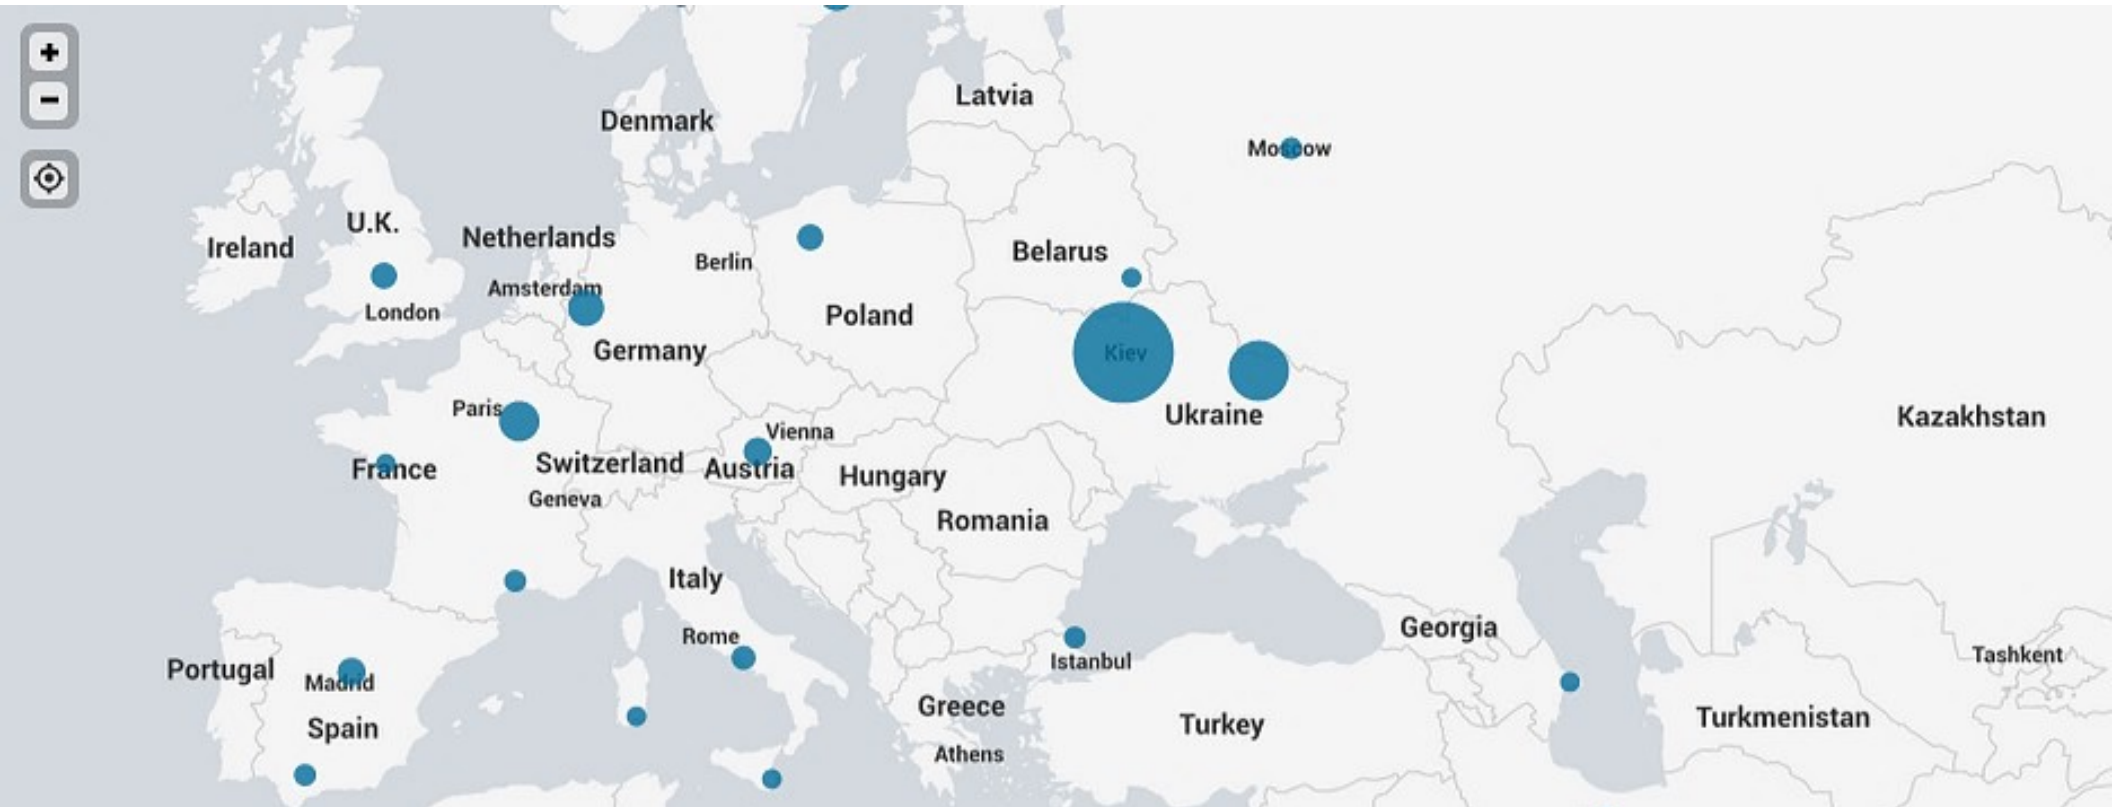 +
−
Latvia
Denmark
Moscow
U.K.
Ireland
Netherlands
Belarus
Berlin
Amsterdam
London
Poland
Germany
Kiev
Paris
Ukraine
Kazakhstan
Vienna
France
Switzerland
Austria
Hungary
Geneva
Romania
Italy
Georgia
Rome
Istanbul
Tashkent
Portugal
Madrid
Greece
Turkmenistan
Spain
Turkey
Athens